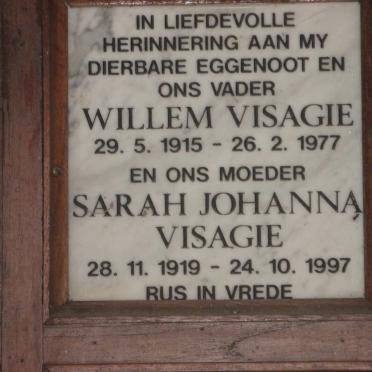 IN LIEFDEVOLLE
HERINNERING AAN MY
DIERBARE EGGENOOT EN
ONS VADER
WILLEM VISAGIE
29. 5. 1915 – 26. 2. 1977
EN ONS MOEDER
SARAH JOHANNA
VISAGIE
28. 11. 1919 – 24. 10. 1997
RUS IN VREDE